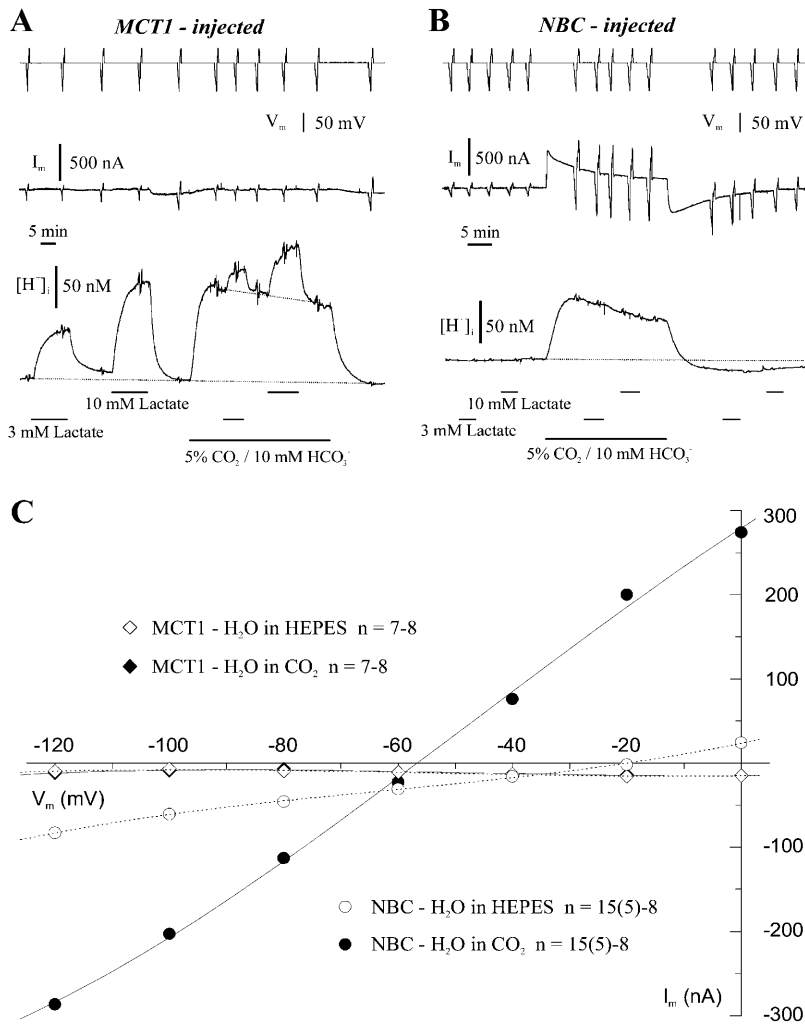 A
MCT1 - injected
Vm 50 mV
Im 500 nA
5 min
[H⁻]i 50 nM
10 mM Lactate
3 mM Lactate
5% CO₂ / 10 mM HCO₃⁻
B
NBC - injected
Vm 50 mV
Im 500 nA
5 min
[H⁻]i 50 nM
10 mM Lactate
3 mM Lactatc
5% CO₂ / 10 mM HCO₃⁻
C
300
MCT1 - H₂O in HEPES n = 7-8
200
MCT1 - H₂O in CO₂ n = 7-8
100
-120 -100 -80 -60 -40 -20
Vm (mV)
-100
NBC - H₂O in HEPES n = 15(5)-8
-200
NBC - H₂O in CO₂ n = 15(5)-8
Im (nA)
-300